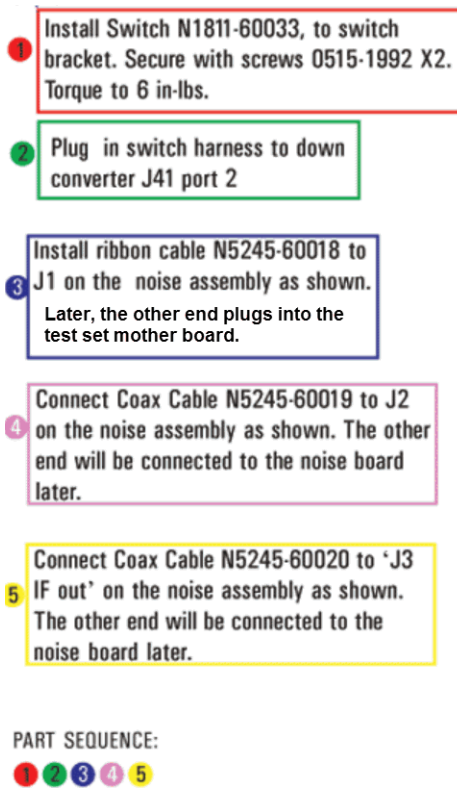 1
Install Switch N1811-60033, to switch
bracket. Secure with screws 0515-1992 X2.
Torque to 6 in-lbs.
2
Plug in switch harness to down
converter J41 port 2
3
Install ribbon cable N5245-60018 to
J1 on the noise assembly as shown.
Later, the other end plugs into the
test set mother board.
4
Connect Coax Cable N5245-60019 to J2
on the noise assembly as shown. The other
end will be connected to the noise board
later.
5
Connect Coax Cable N5245-60020 to ‘J3
IF out’ on the noise assembly as shown.
The other end will be connected to the
noise board later.
PART SEQUENCE:
1 2 3 4 5